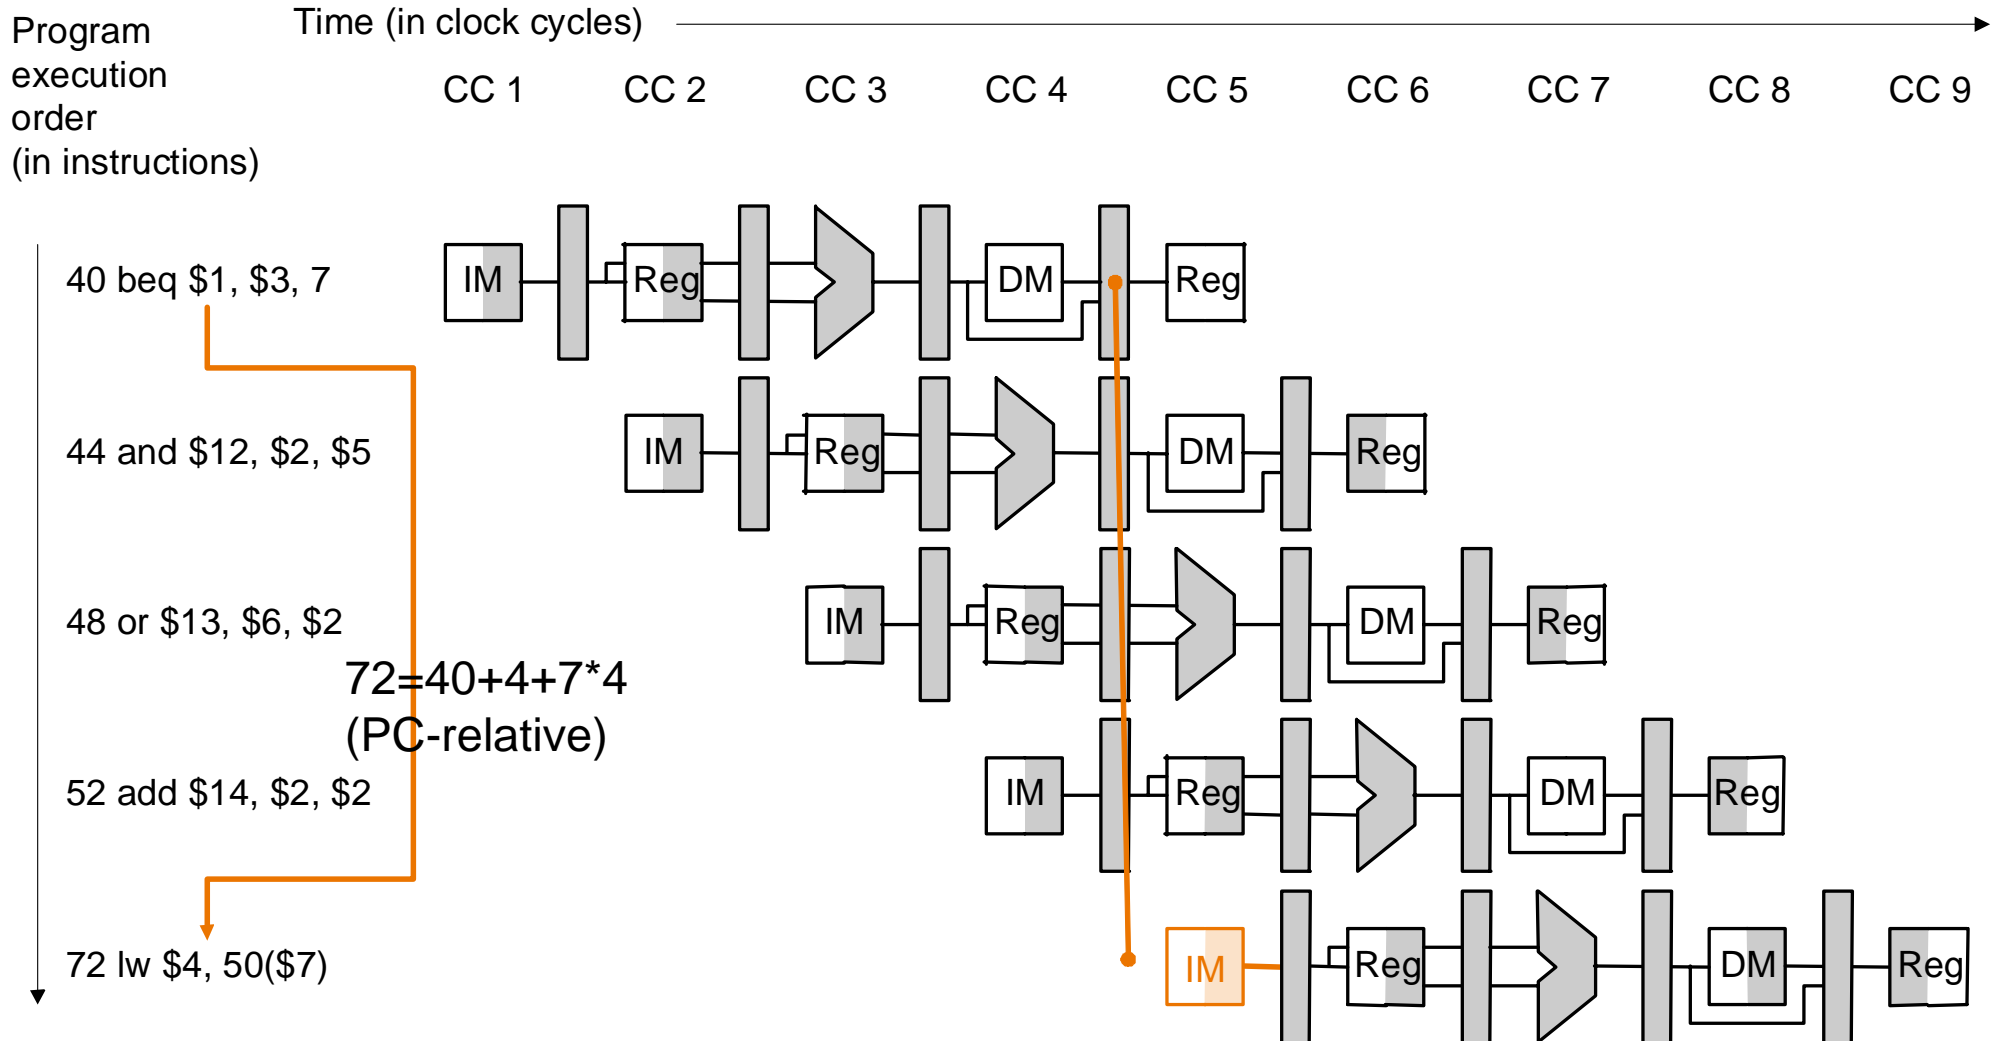 Program
execution
order
(in instructions)
Time (in clock cycles)
CC 1 CC 2 CC 3 CC 4 CC 5 CC 6 CC 7 CC 8 CC 9
40 beq $1, $3, 7
IM Reg DM Reg
44 and $12, $2, $5
IM Reg DM Reg
48 or $13, $6, $2
IM Reg DM Reg
72=40+4+7*4
(PC-relative)
52 add $14, $2, $2
IM Reg DM Reg
72 lw $4, 50($7)
IM Reg DM Reg